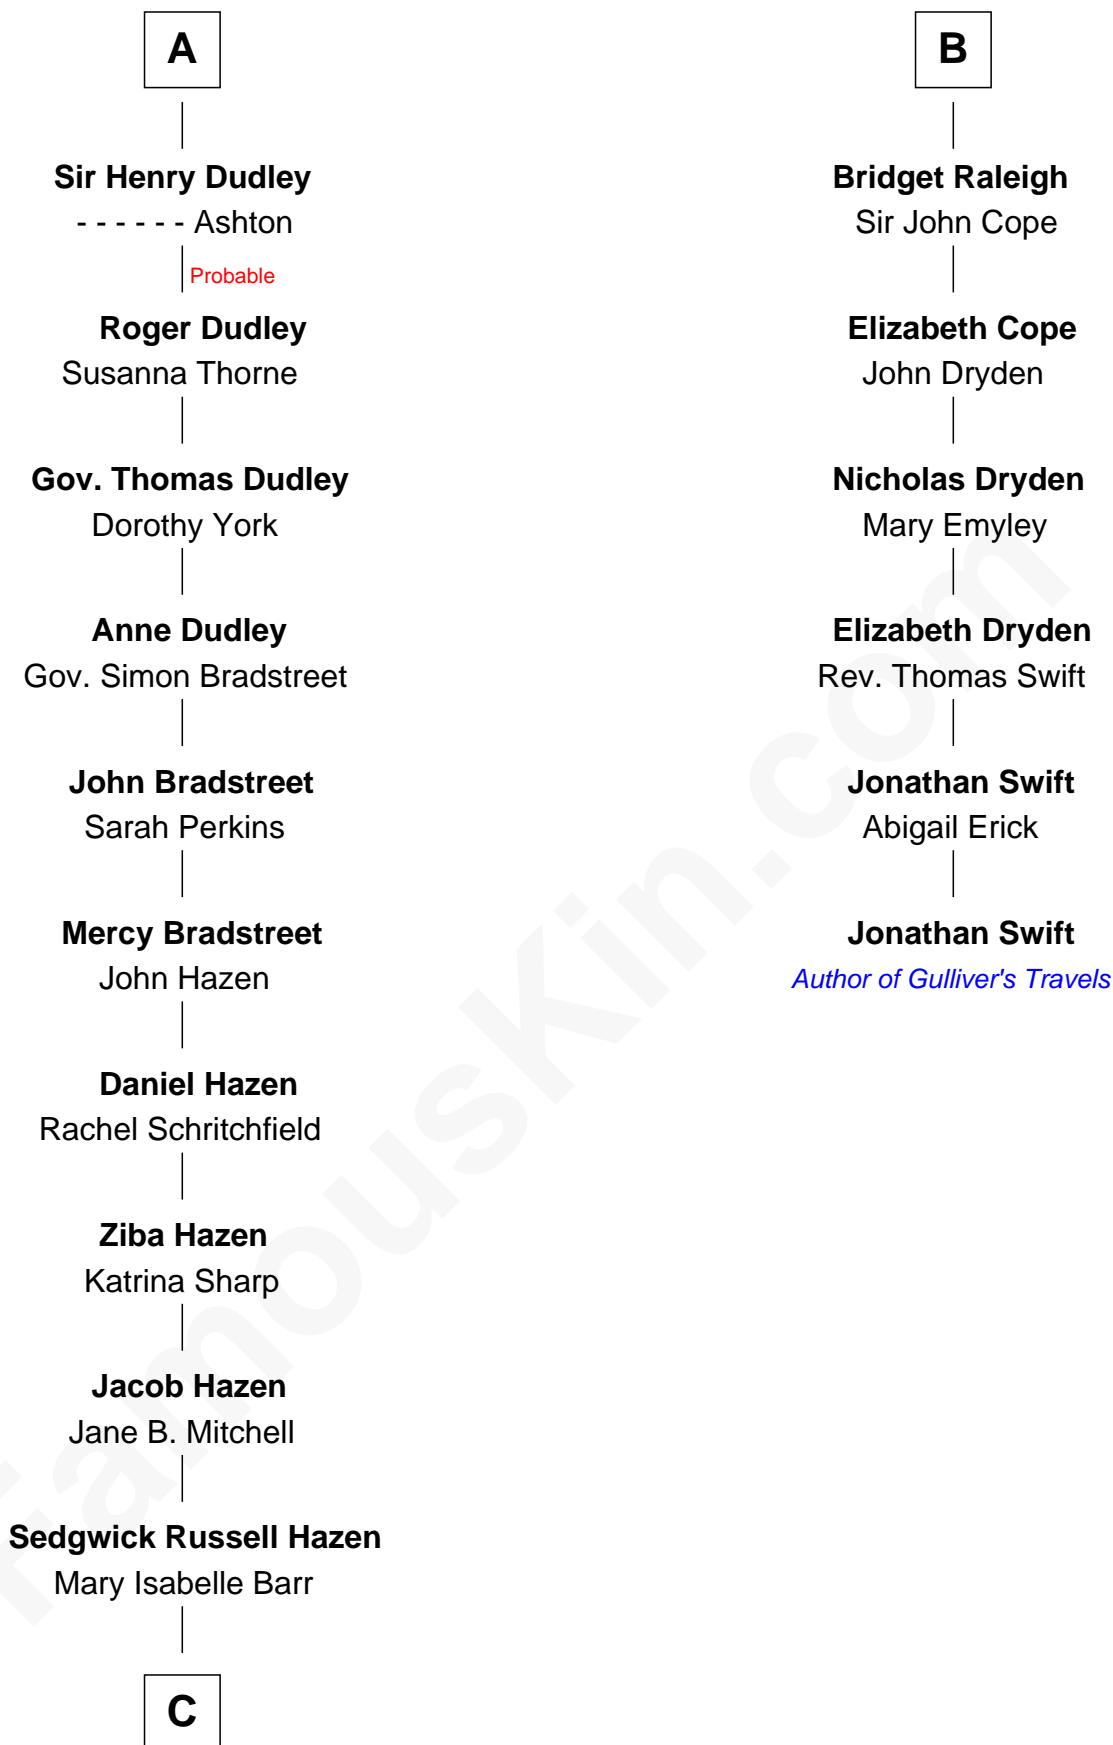 A
Sir Henry Dudley
- - - - - - Ashton
Probable
Roger Dudley
Susanna Thorne
Gov. Thomas Dudley
Dorothy York
Anne Dudley
Gov. Simon Bradstreet
John Bradstreet
Sarah Perkins
Mercy Bradstreet
John Hazen
Daniel Hazen
Rachel Schritchfield
Ziba Hazen
Katrina Sharp
Jacob Hazen
Jane B. Mitchell
Sedgwick Russell Hazen
Mary Isabelle Barr
C
B
Bridget Raleigh
Sir John Cope
Elizabeth Cope
John Dryden
Nicholas Dryden
Mary Emyley
Elizabeth Dryden
Rev. Thomas Swift
Jonathan Swift
Abigail Erick
Jonathan Swift
Author of Gulliver's Travels
FamousKin.com